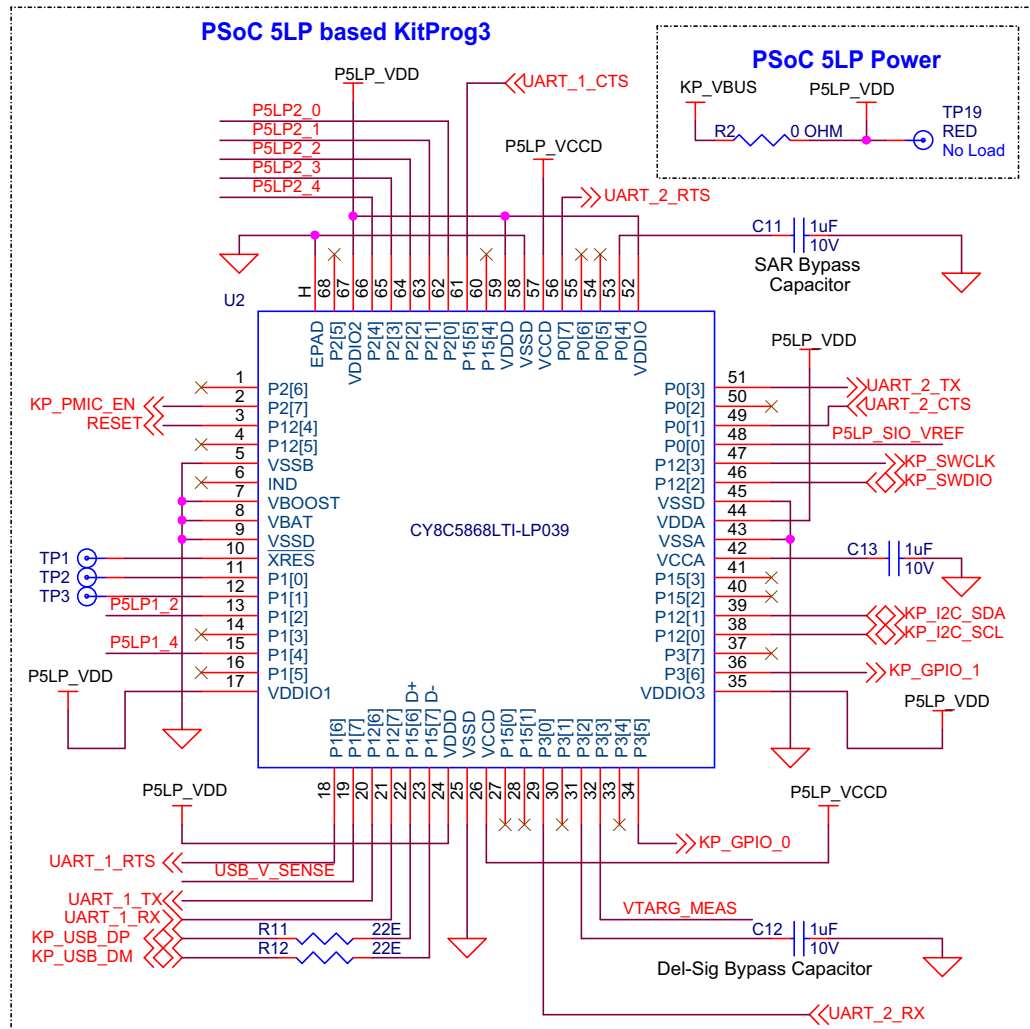 PSoC 5LP based KitProg3
PSoC 5LP Power
KP_VBUS
P5LP_VDD
R2
0 OHM
TP19
RED
No Load
P5LP_VDD
UART_1_CTS
P5LP2_0
P5LP2_1
P5LP2_2
P5LP2_3
P5LP2_4
P5LP_VCCD
UART_2_RTS
C11
1uF
10V
SAR Bypass
Capacitor
U2
H
68
67
66
65
64
63
62
61
60
59
58
57
56
55
54
53
52
EPAD
P2[5]
VDDIO2
P2[4]
P2[3]
P2[2]
P2[1]
P2[0]
P15[5]
P15[4]
VDDD
VSSD
VCCD
P0[7]
P0[6]
P0[5]
P0[4]
VDDIO
1 P2[6]
KP_PMIC_EN 2 P2[7]
RESET 3 P12[4]
4 P12[5]
5 VSSB
6 IND
7 VBOOST
8 VBAT
9 VSSD
TP1 10 XRES
TP2 11 P1[0]
TP3 12 P1[1]
P5LP1_2 13 P1[2]
14 P1[3]
P5LP1_4 15 P1[4]
16 P1[5]
P5LP_VDD 17 VDDIO1
CY8C5868LTI-LP039
P5LP_VDD
P0[3] 51 UART_2_TX
P0[2] 50
P0[1] 49 UART_2_CTS
P0[0] 48 P5LP_SIO_VREF
P12[3] 47 KP_SWCLK
P12[2] 46 KP_SWDIO
VSSD 45
VDDA 44
VSSA 43
VCCA 42
C13
1uF
10V
P15[3] 41
P15[2] 40
P12[1] 39 KP_I2C_SDA
P12[0] 38 KP_I2C_SCL
P3[7] 37
P3[6] 36 KP_GPIO_1
VDDIO3 35
P5LP_VDD
P1[6]
P1[7]
P12[6]
P12[7]
P15[6] D+
P15[7] D-
VDDD
VSSD
VCCD
P15[0]
P15[1]
P3[0]
P3[1]
P3[2]
P3[3]
P3[4]
P3[5]
18
19
20
21
22
23
24
25
26
27
28
29
30
31
32
33
34
P5LP_VDD
P5LP_VCCD
UART_1_RTS
KP_GPIO_0
USB_V_SENSE
UART_1_TX
UART_1_RX
VTARG_MEAS
KP_USB_DP
R11
22E
KP_USB_DM
R12
22E
C12
1uF
10V
Del-Sig Bypass Capacitor
UART_2_RX